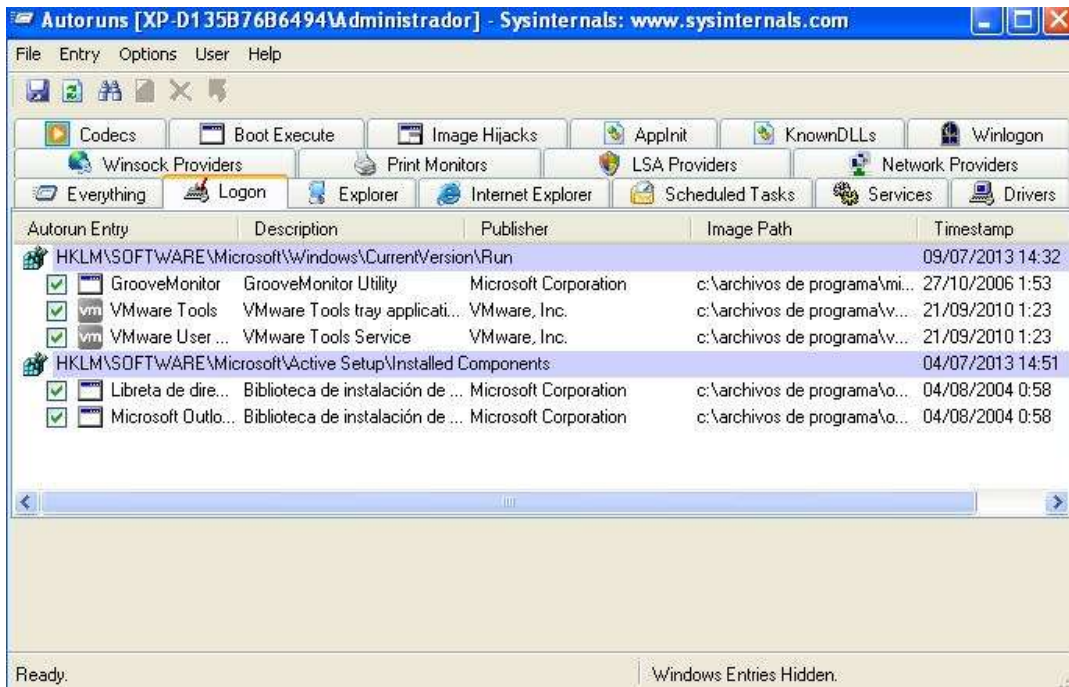 Autoruns [XP-D135B76B6494\Administrador] - Sysinternals: www.sysinternals.com
File Entry Options User Help
Codecs Boot Execute Image Hijacks AppInit KnownDLLs Winlogon
Winsock Providers Print Monitors LSA Providers Network Providers
Everything Logon Explorer Internet Explorer Scheduled Tasks Services Drivers
Autorun Entry Description Publisher Image Path Timestamp
HKLM\SOFTWARE\Microsoft\Windows\CurrentVersion\Run 09/07/2013 14:32
GrooveMonitor GrooveMonitor Utility Microsoft Corporation c:\archivos de programa\mi... 27/10/2006 1:53
vm VMware Tools VMware Tools tray applicati... VMware, Inc. c:\archivos de programa\v... 21/09/2010 1:23
vm VMware User ... VMware Tools Service VMware, Inc. c:\archivos de programa\v... 21/09/2010 1:23
HKLM\SOFTWARE\Microsoft\Active Setup\Installed Components 04/07/2013 14:51
Libreta de dire... Biblioteca de instalación de ... Microsoft Corporation c:\archivos de programa\o... 04/08/2004 0:58
Microsoft Outlo... Biblioteca de instalación de ... Microsoft Corporation c:\archivos de programa\o... 04/08/2004 0:58
Ready. Windows Entries Hidden.